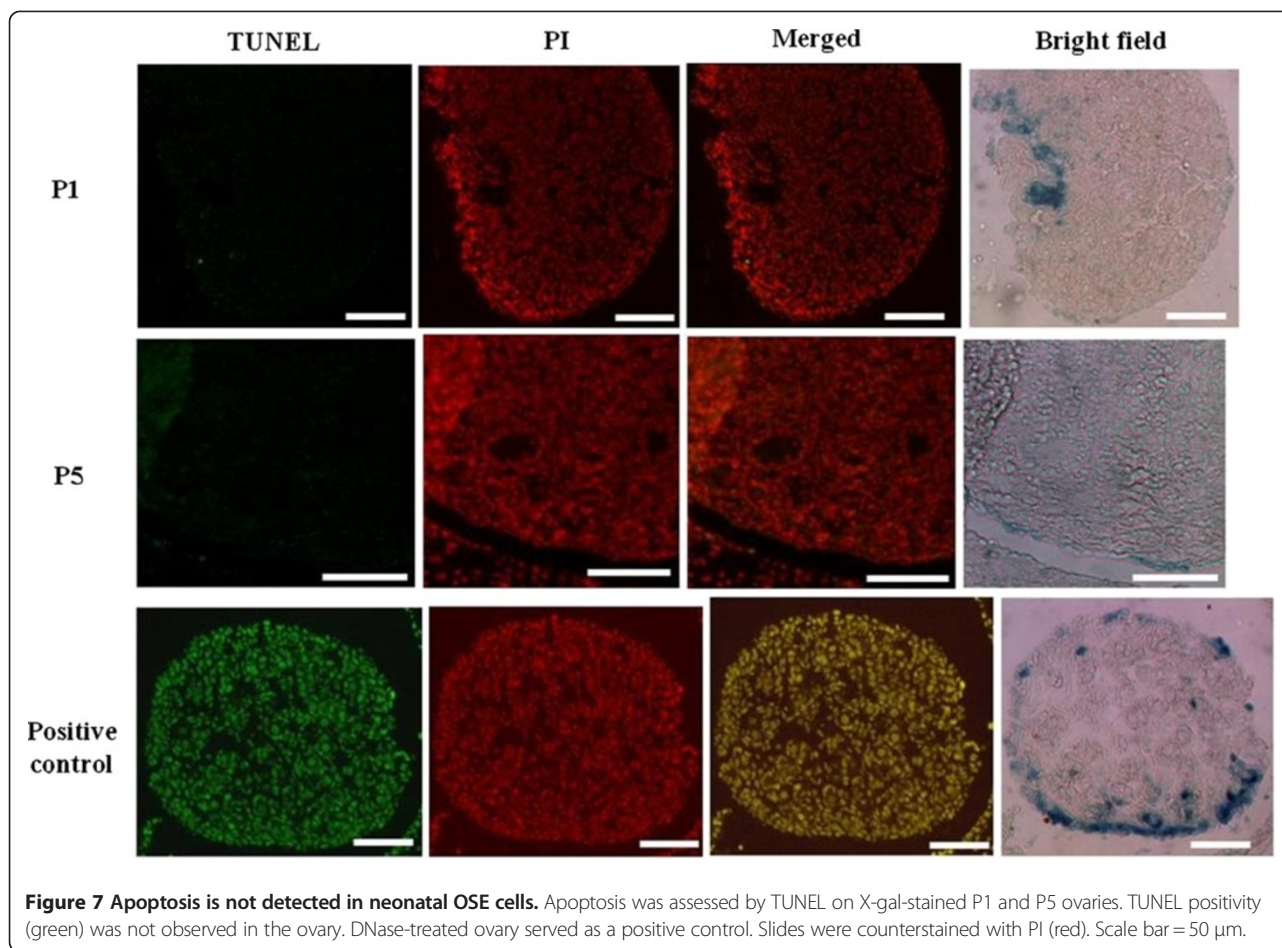 TUNEL PI Merged Bright field
P1
P5
Positive
control
Figure 7 Apoptosis is not detected in neonatal OSE cells. Apoptosis was assessed by TUNEL on X-gal-stained P1 and P5 ovaries. TUNEL positivity
(green) was not observed in the ovary. DNase-treated ovary served as a positive control. Slides were counterstained with PI (red). Scale bar = 50 μm.